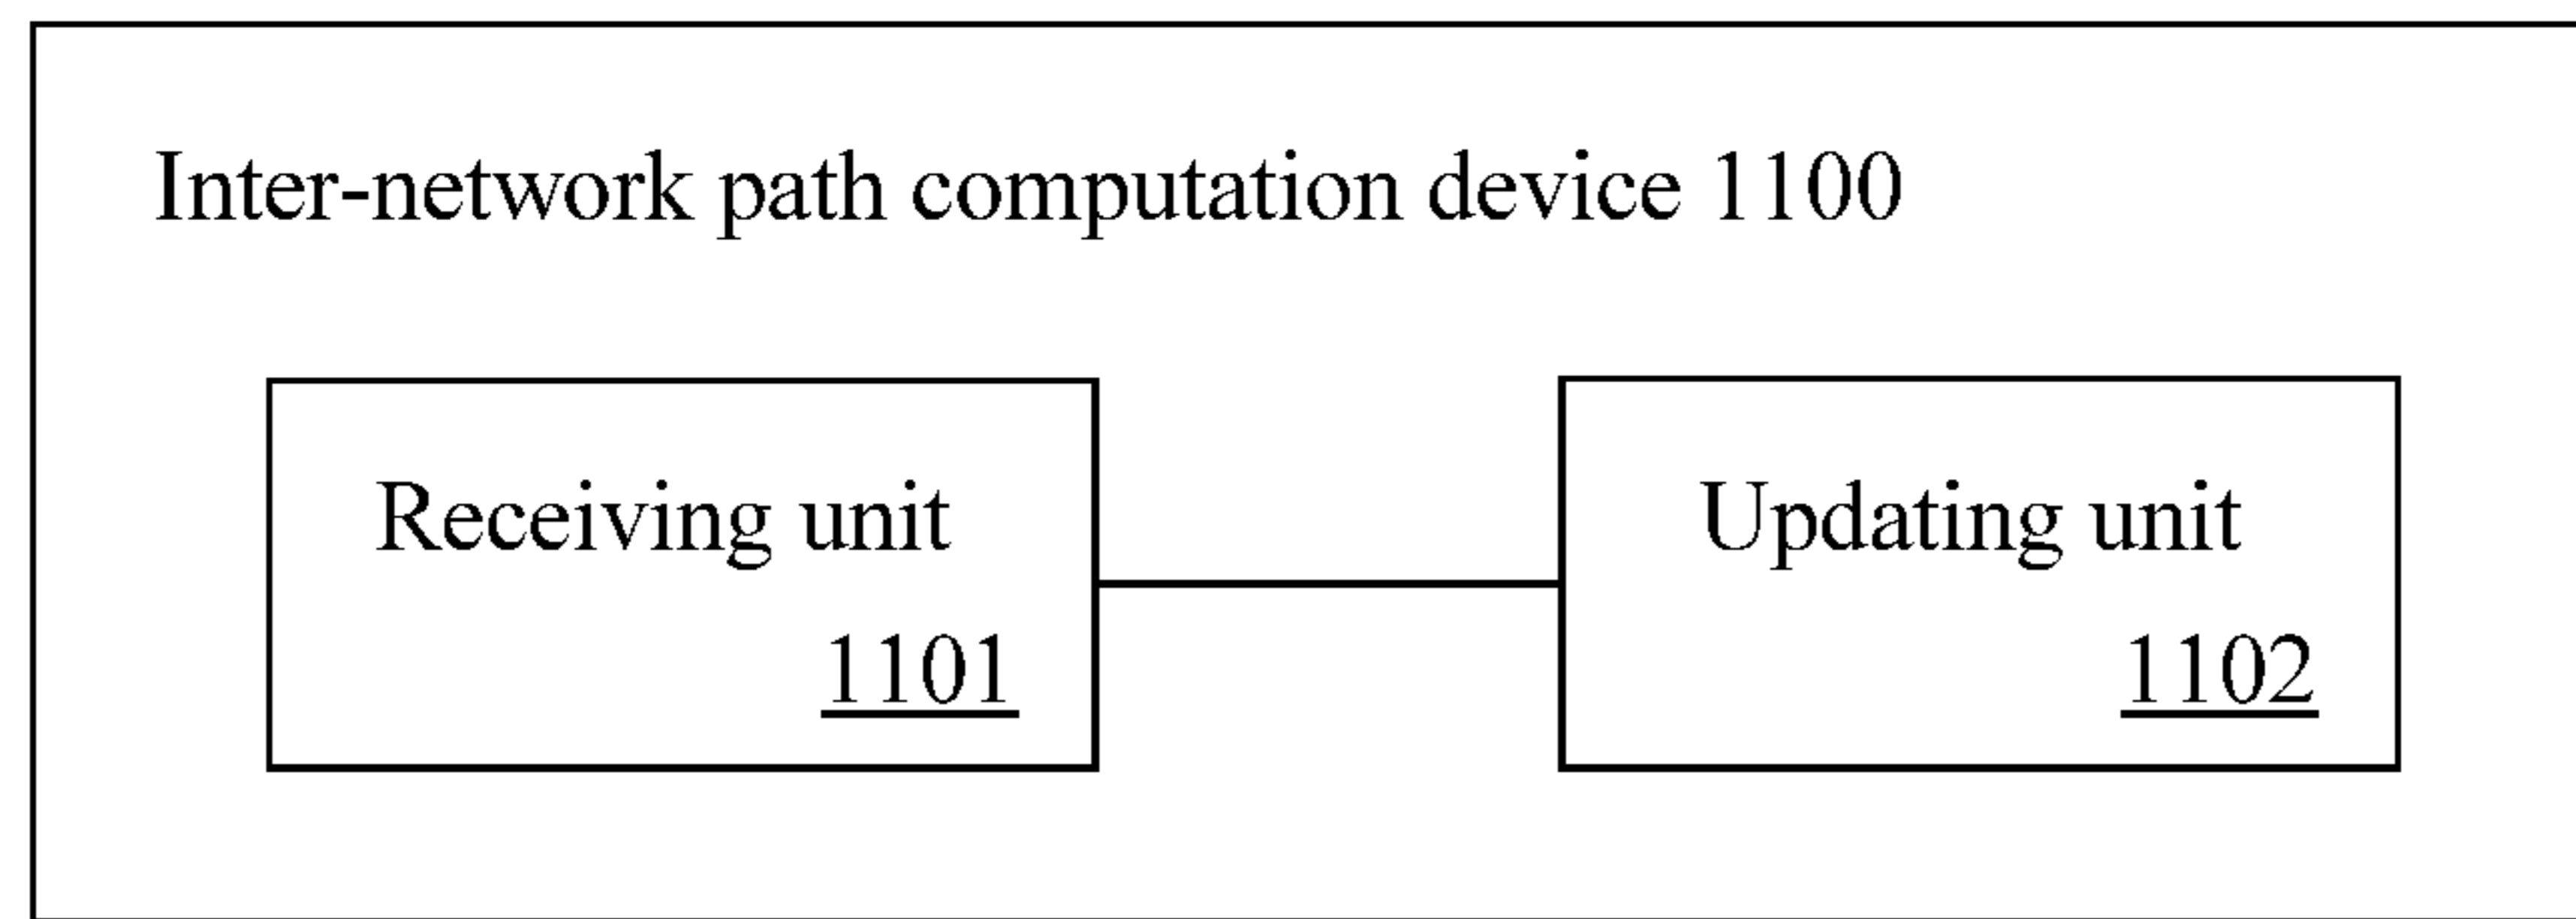 Inter-network path computation device 1100
Receiving unit
1101
Updating unit
1102